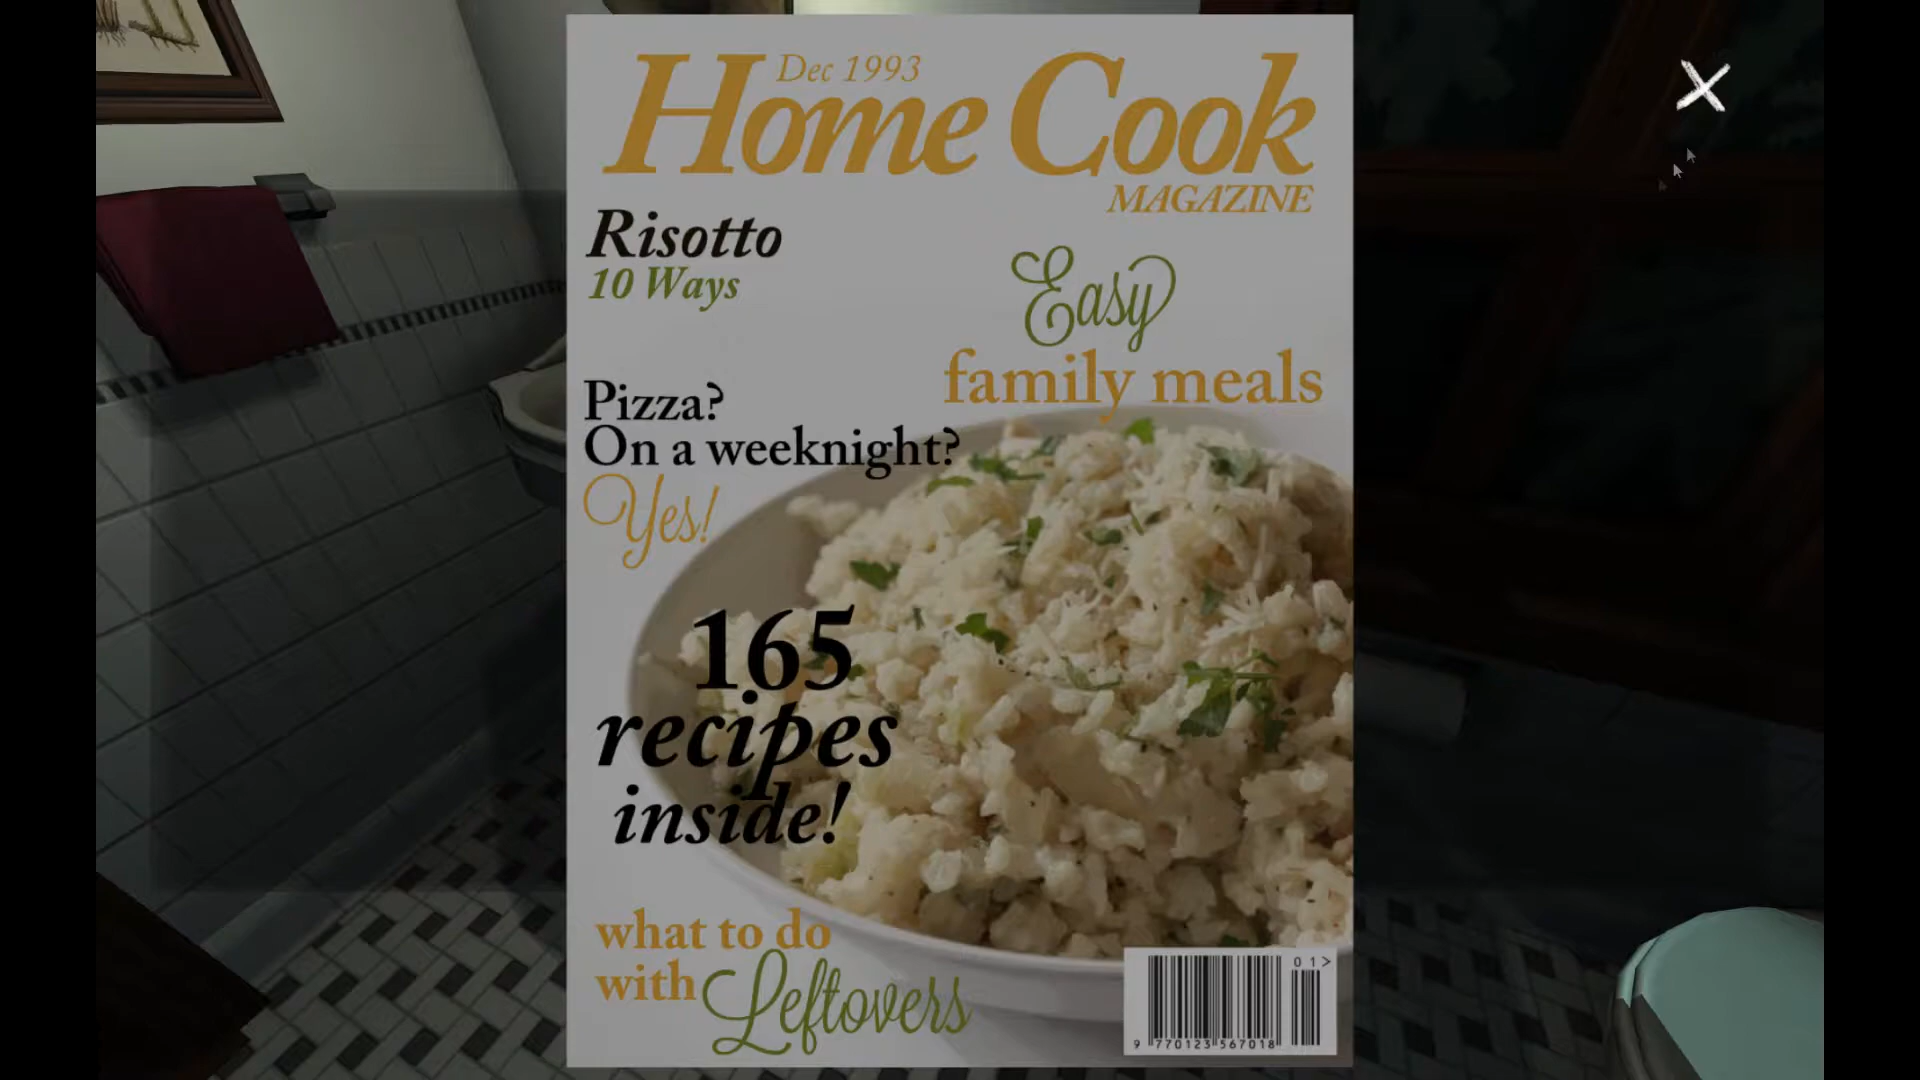 Dec 1993
Home Cook
MAGAZINE
Risotto
10 Ways
Easy
family meals
Pizza?
On a weeknight?
Yes!
165
recipes
inside!
what to do
with Leftovers
01>
9 770123 567018